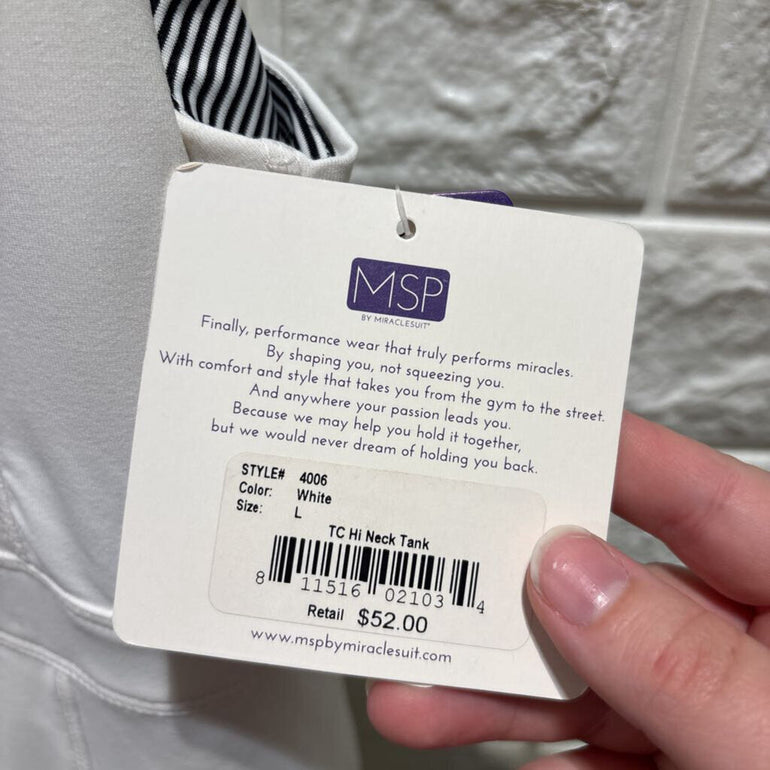 MSP
BY MIRACLESUIT®
Finally, performance wear that truly performs miracles.
By shaping you, not squeezing you.
With comfort and style that takes you from the gym to the street.
And anywhere your passion leads you.
Because we may help you hold it together,
but we would never dream of holding you back.
STYLE# 4006
Color: White
Size: L
TC Hi Neck Tank
8 11516 02103 4
Retail $52.00
www.mspbymiraclesuit.com